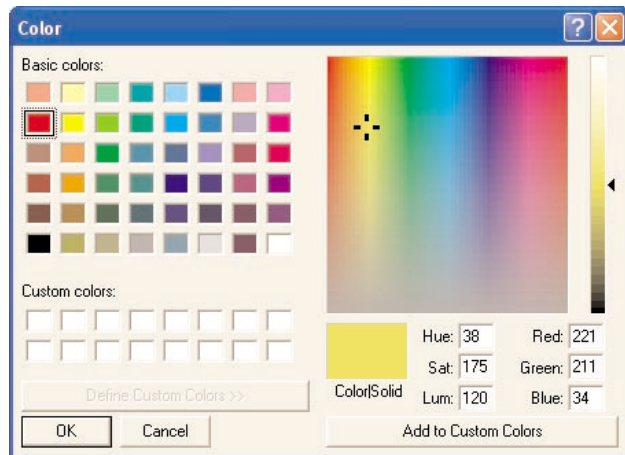 Color
Basic colors:
Custom colors:
Define Custom Colors >>
OK Cancel
Color|Solid
Hue: 38 Red: 221
Sat: 175 Green: 211
Lum: 120 Blue: 34
Add to Custom Colors